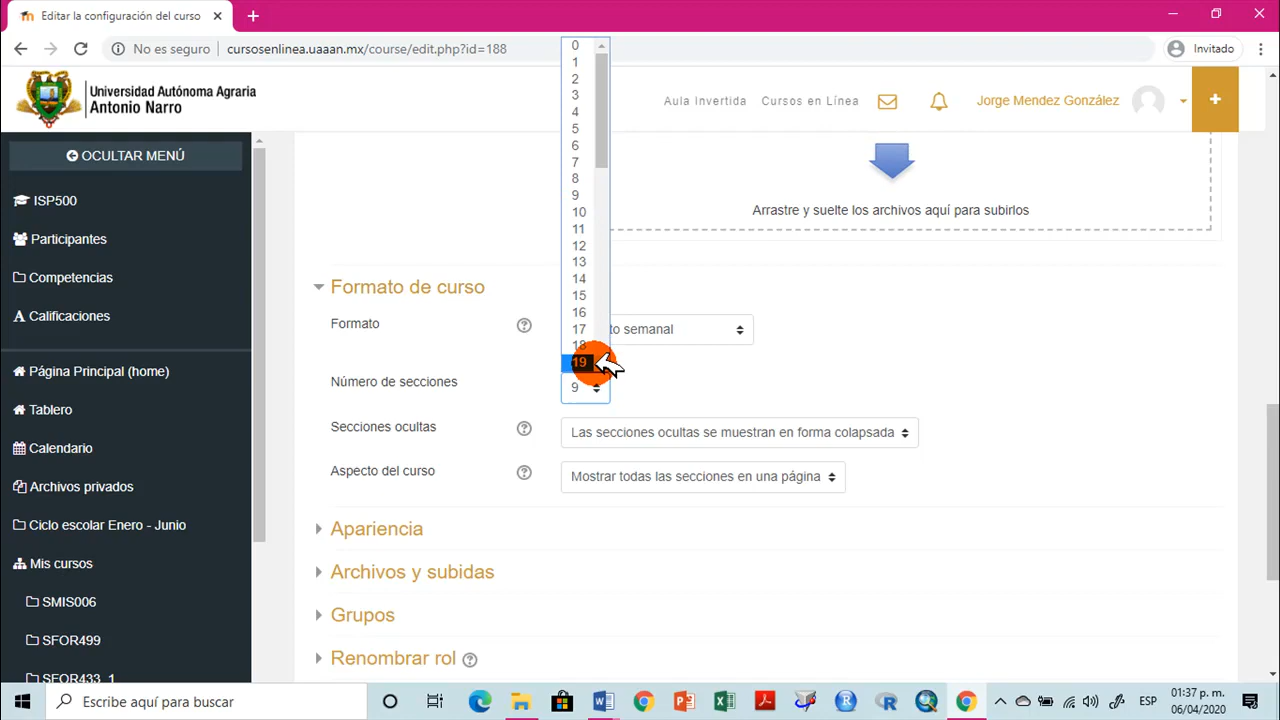 Editar la configuración del curso
No es seguro
cursosenlinea.uaaan.mx/course/edit.php?id=188
Invitado
Universidad Autónoma Agraria
Antonio Narro
Aula Invertida
Cursos en Línea
Jorge Mendez González
OCULTAR MENÚ
ISP500
Participantes
Competencias
Calificaciones
Página Principal (home)
Tablero
Calendario
Archivos privados
Ciclo escolar Enero - Junio
Mis cursos
SMIS006
SFOR499
SFOR433_1
0
1
2
3
4
5
6
7
8
9
10
11
12
13
14
15
16
17
18
19
Arrastre y suelte los archivos aquí para subirlos
Formato de curso
Formato
to semanal
Número de secciones
9
Secciones ocultas
Las secciones ocultas se muestran en forma colapsada
Aspecto del curso
Mostrar todas las secciones en una página
Apariencia
Archivos y subidas
Grupos
Renombrar rol
Escribe aquí para buscar
ESP
01:37 p. m.
06/04/2020